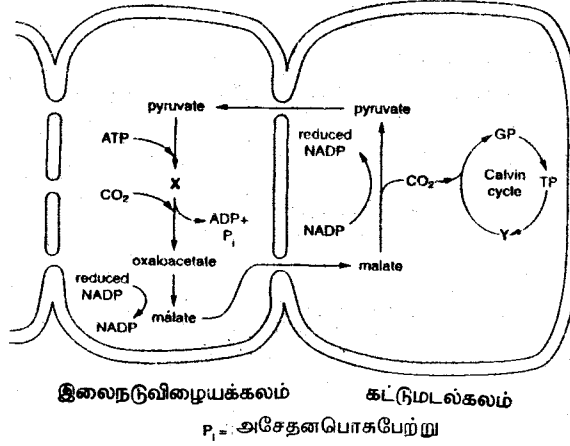 pyruvate
pyruvate
ATP
reduced
NADP
GP
X
CO₂
CO₂
Calvin
cycle
TP
ADP+
Pᵢ
NADP
Y
oxaloacetate
malate
reduced
NADP
NADP
málate
இலைநடுவிழையக்கலம்
கட்டுமடல்கலம்
Pᵢ = அசேதனபொசுபேற்று